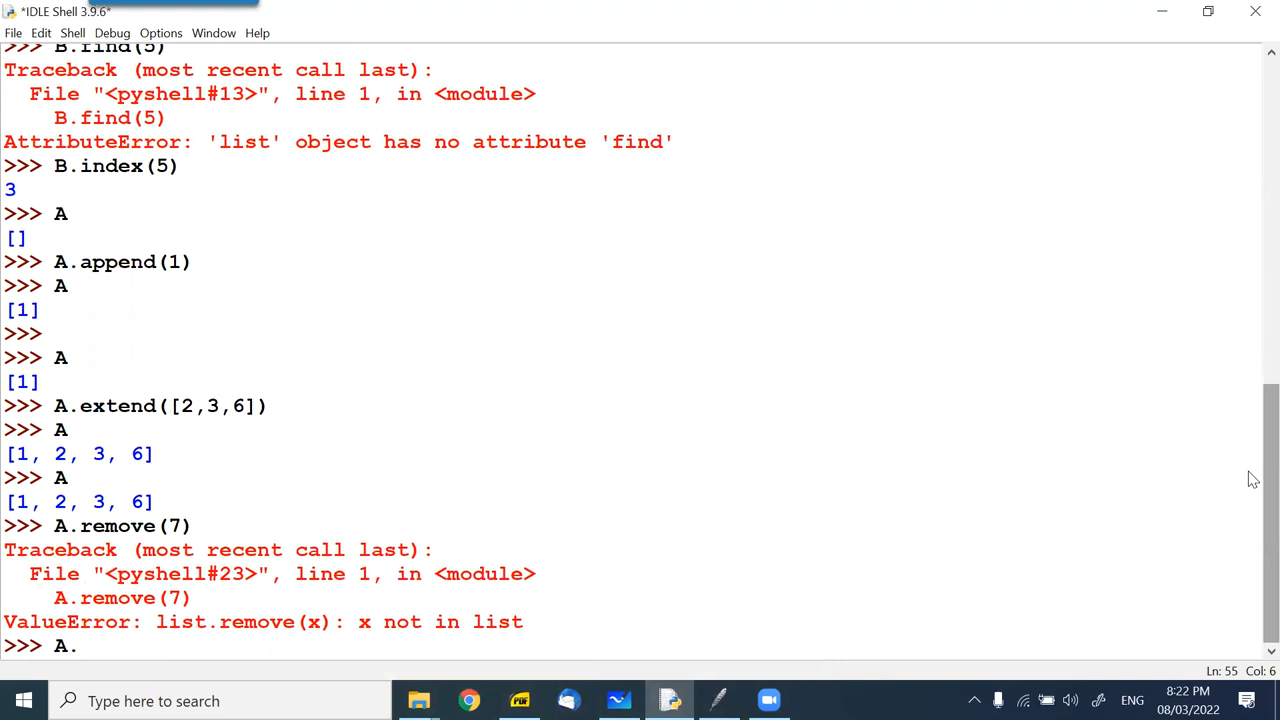 *IDLE Shell 3.9.6*
File Edit Shell Debug Options Window Help
>>> B.find(5)
Traceback (most recent call last):
  File "<pyshell#13>", line 1, in <module>
    B.find(5)
AttributeError: 'list' object has no attribute 'find'
>>> B.index(5)
3
>>> A
[]
>>> A.append(1)
>>> A
[1]
>>>
>>> A
[1]
>>> A.extend([2,3,6])
>>> A
[1, 2, 3, 6]
>>> A
[1, 2, 3, 6]
>>> A.remove(7)
Traceback (most recent call last):
  File "<pyshell#23>", line 1, in <module>
    A.remove(7)
ValueError: list.remove(x): x not in list
>>> A.
Ln: 55 Col: 6
Type here to search
PDF
ENG
8:22 PM
08/03/2022